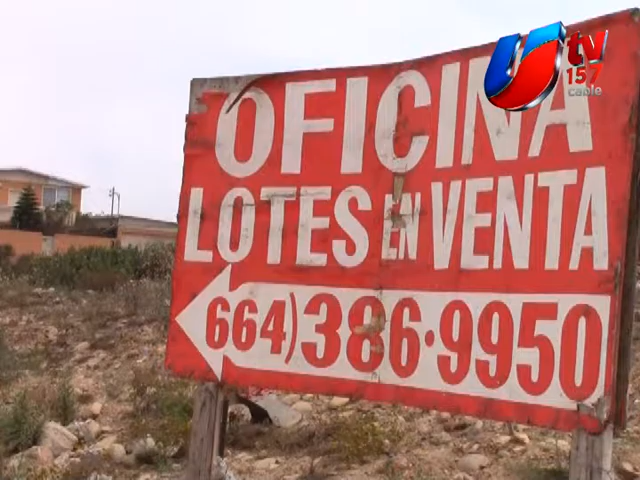 U tv
157
cable
OFICINA
LOTES EN VENTA
664) 386·9950